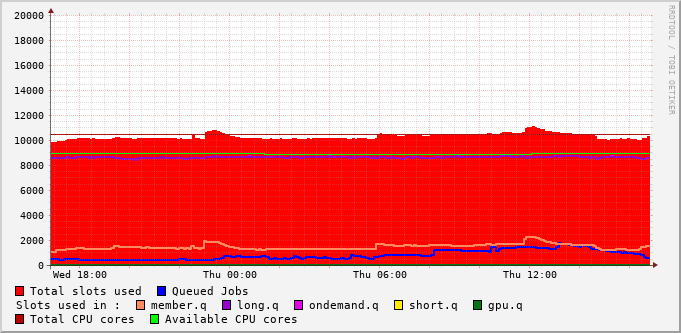 20000
18000
16000
14000
12000
10000
8000
6000
4000
2000
0
Wed 18:00 Thu 00:00 Thu 06:00 Thu 12:00
Total slots used Queued Jobs
Slots used in : member.q long.q ondemand.q short.q gpu.q
Total CPU cores Available CPU cores
RRDTOOL / TOBI OETIKER